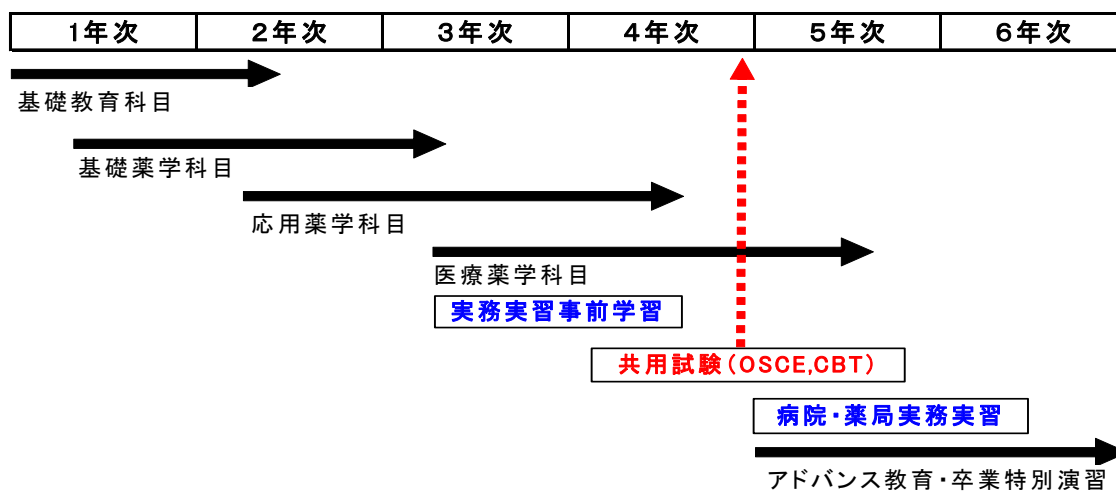 1年次 2年次 3年次 4年次 5年次 6年次
基礎教育科目
基礎薬学科目
応用薬学科目
医療薬学科目
実務実習事前学習
共用試験(OSCE,CBT)
病院・薬局実務実習
アドバンス教育・卒業特別演習